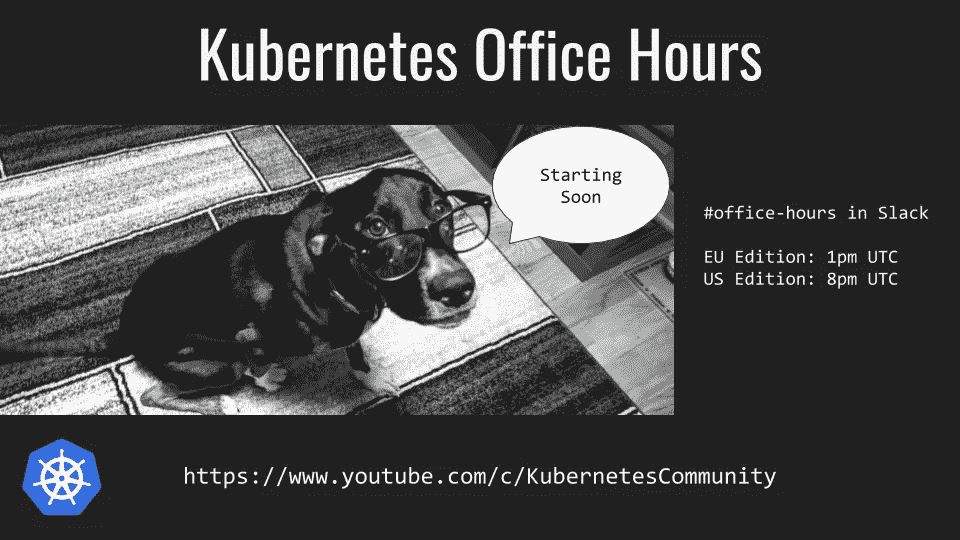 Kubernetes Office Hours
Starting
Soon
#office-hours in Slack
EU Edition: 1pm UTC
US Edition: 8pm UTC
https://www.youtube.com/c/KubernetesCommunity